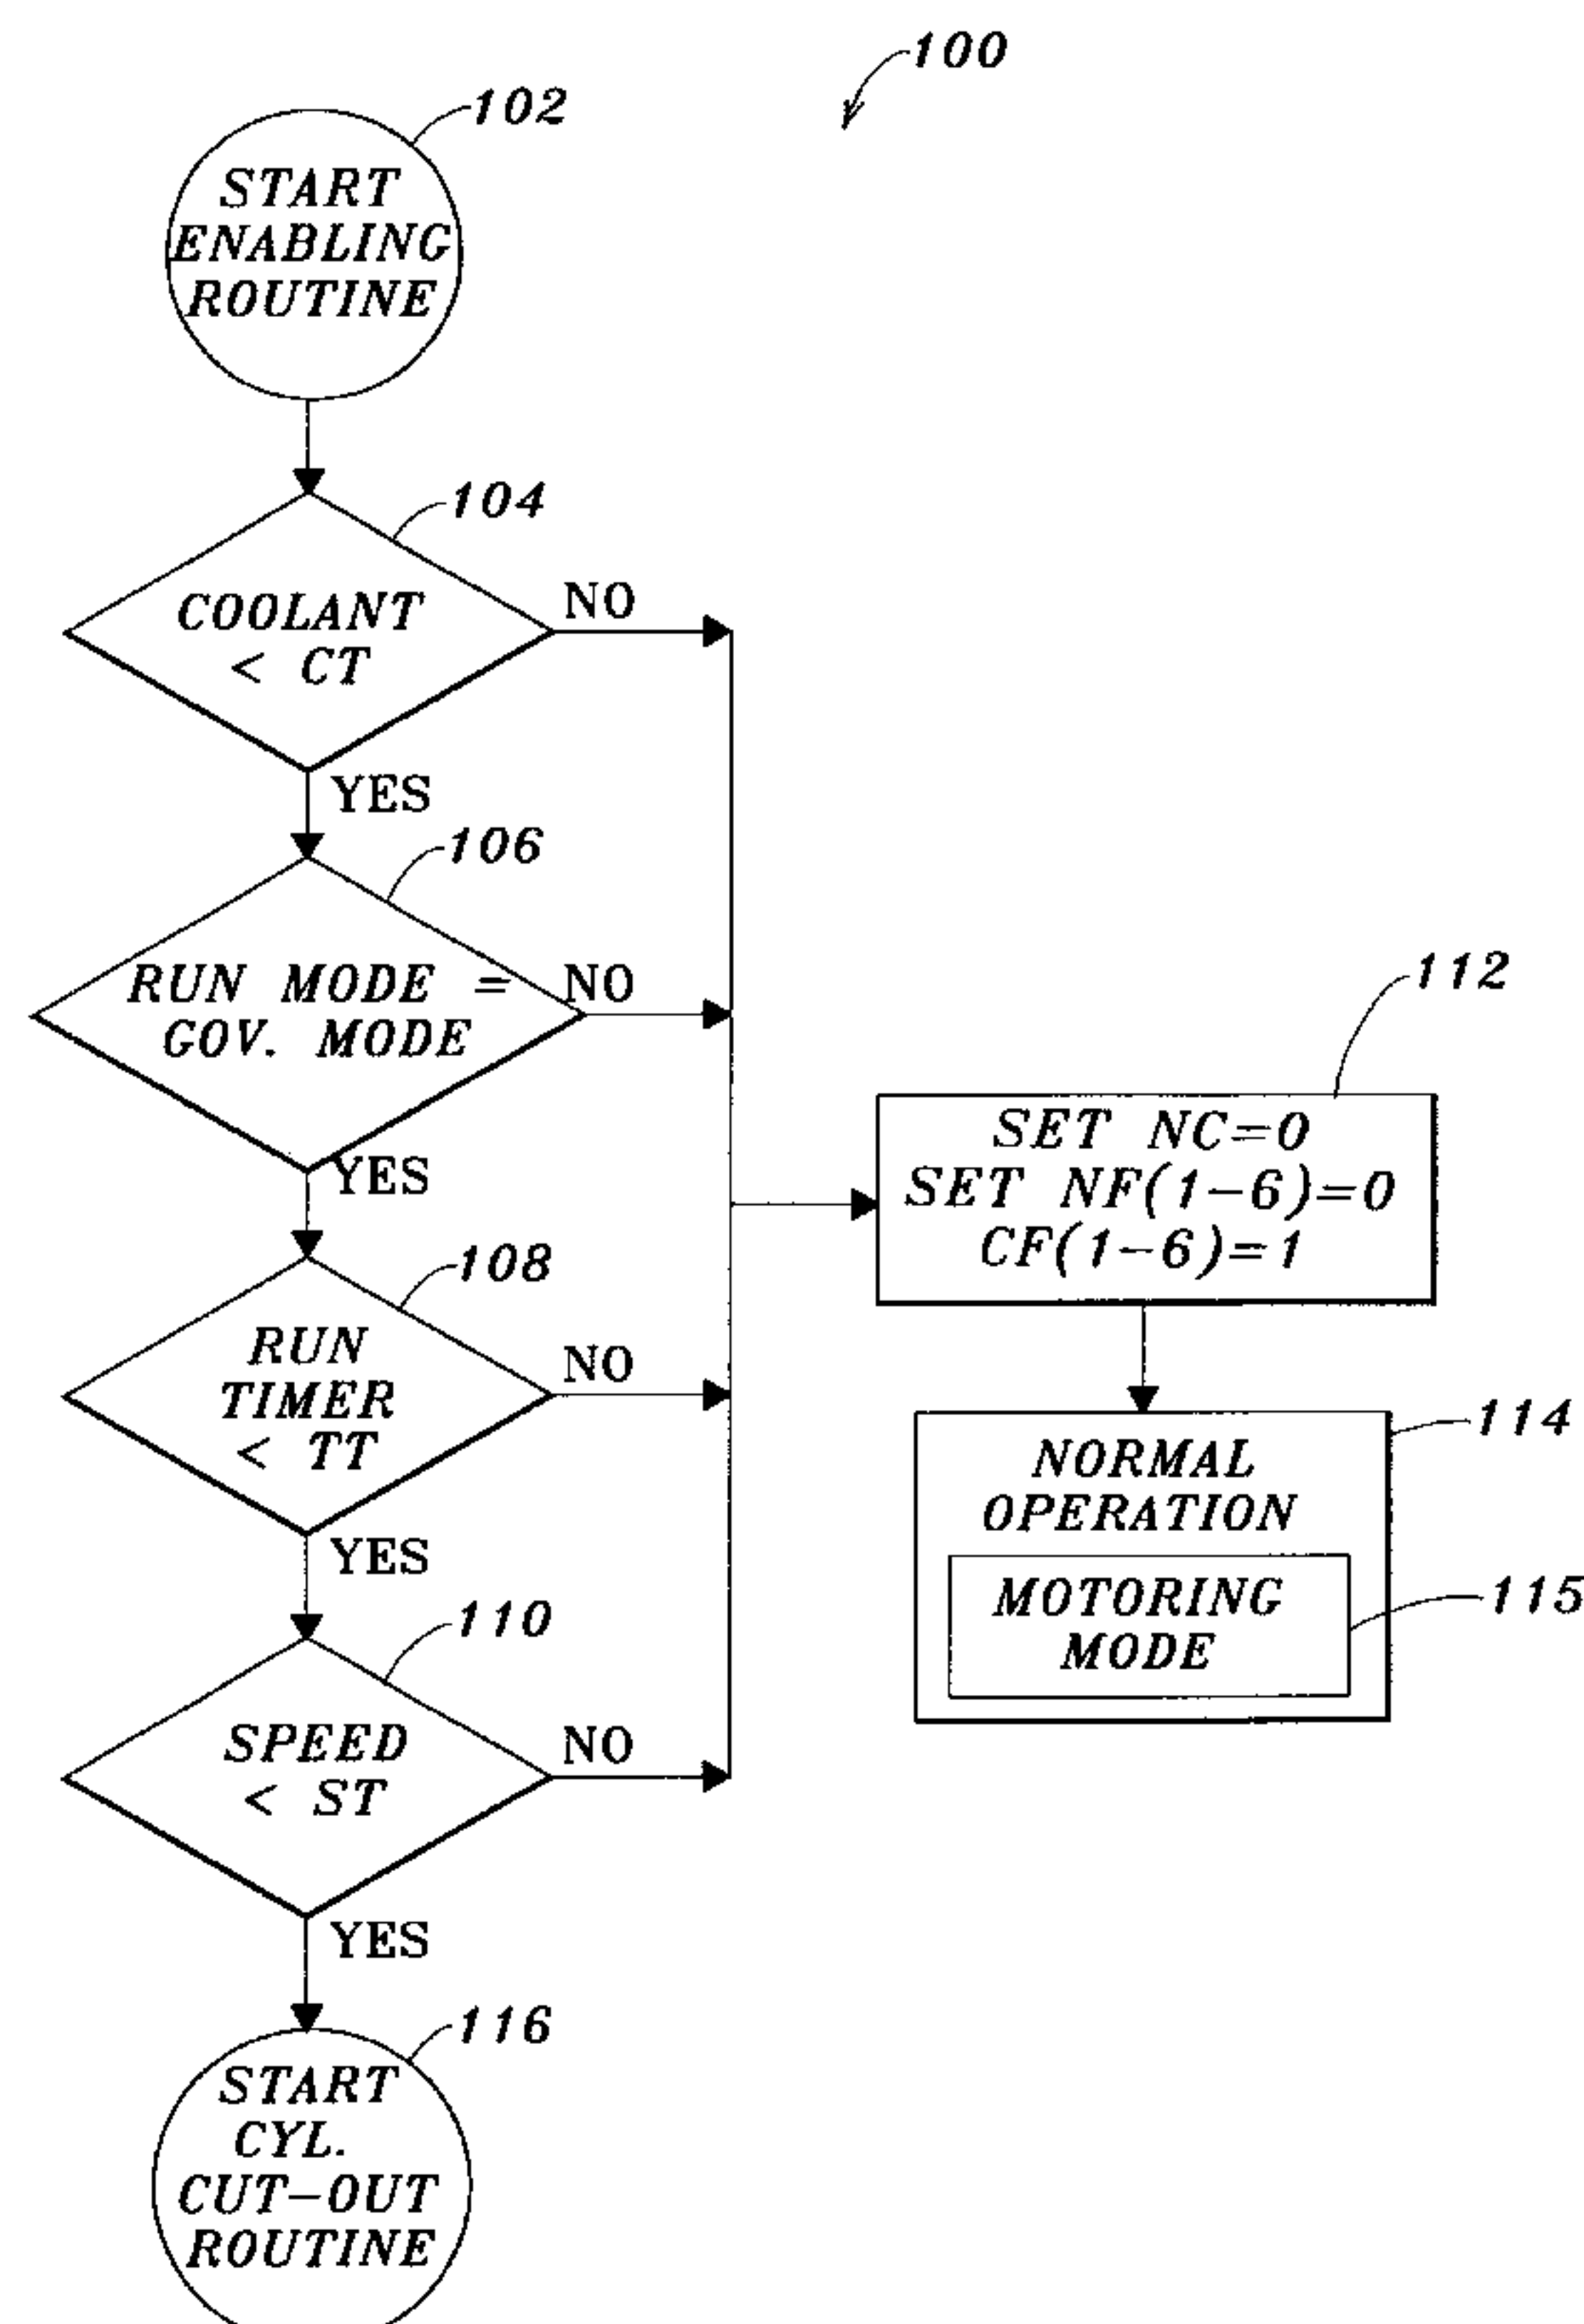 100
102
START
ENABLING
ROUTINE
104
COOLANT
< CT
NO
YES
106
RUN MODE =
GOV. MODE
NO
YES
108
RUN
TIMER
< TT
NO
YES
110
SPEED
< ST
NO
YES
116
START
CYL.
CUT-OUT
ROUTINE
112
SET NC=0
SET NF(1-6)=0
CF(1-6)=1
114
NORMAL
OPERATION
115
MOTORING
MODE